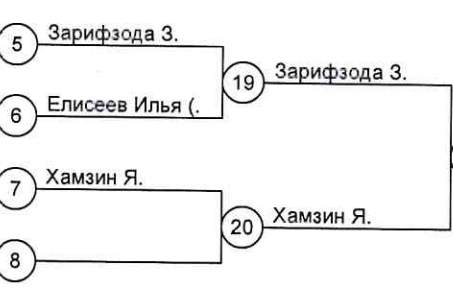 5 Зарифзода З.
19 Зарифзода З.
6 Елисеев Илья (.
7 Хамзин Я.
20 Хамзин Я.
8